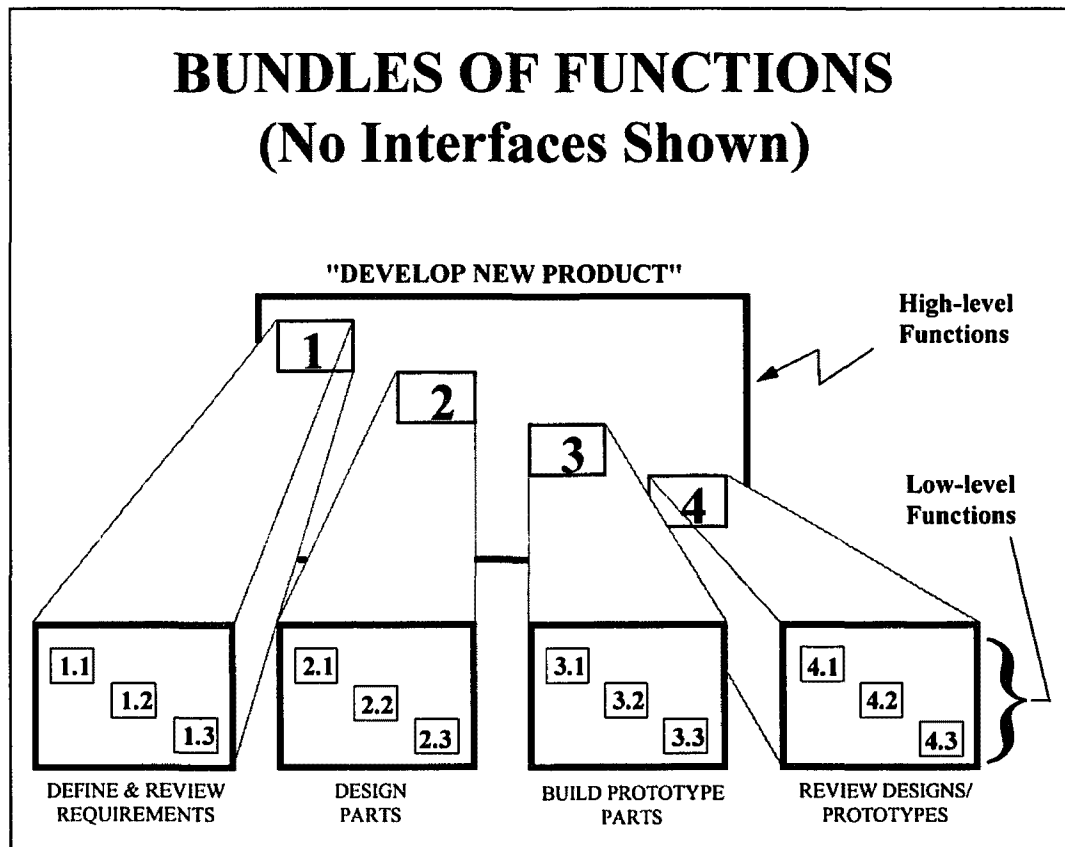 BUNDLES OF FUNCTIONS
(No Interfaces Shown)
"DEVELOP NEW PRODUCT"
High-level
Functions
1
2
3
4
Low-level
Functions
1.1
1.2
1.3
2.1
2.2
2.3
3.1
3.2
3.3
4.1
4.2
4.3
DEFINE & REVIEW
REQUIREMENTS
DESIGN
PARTS
BUILD PROTOTYPE
PARTS
REVIEW DESIGNS/
PROTOTYPES